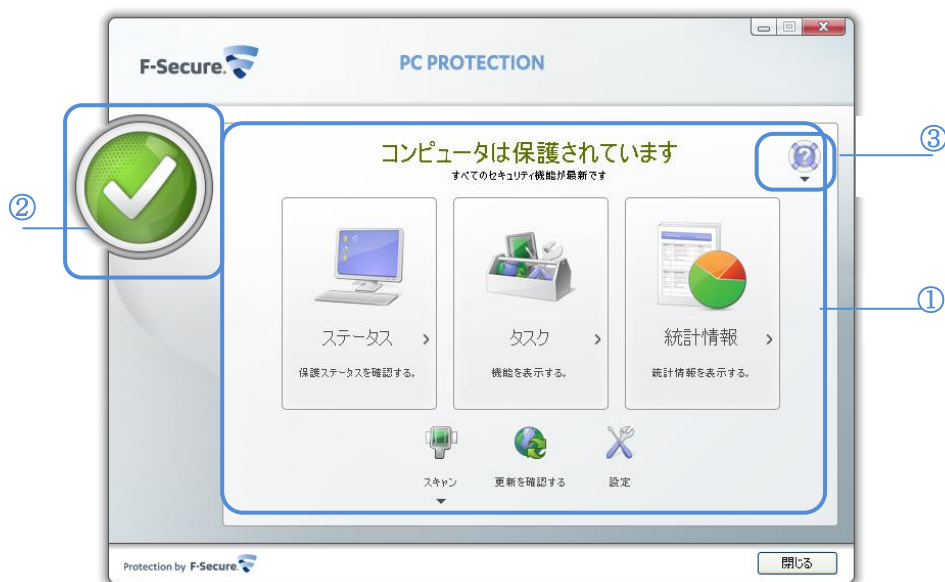 F-Secure.
PC PROTECTION
コンピュータは保護されています
すべてのセキュリティ機能が最新です
③
②
①
ステータス
タスク
統計情報
保護ステータスを確認する。
機能を表示する。
統計情報を表示する。
スキャン
更新を確認する
設定
Protection by F-Secure.
閉じる